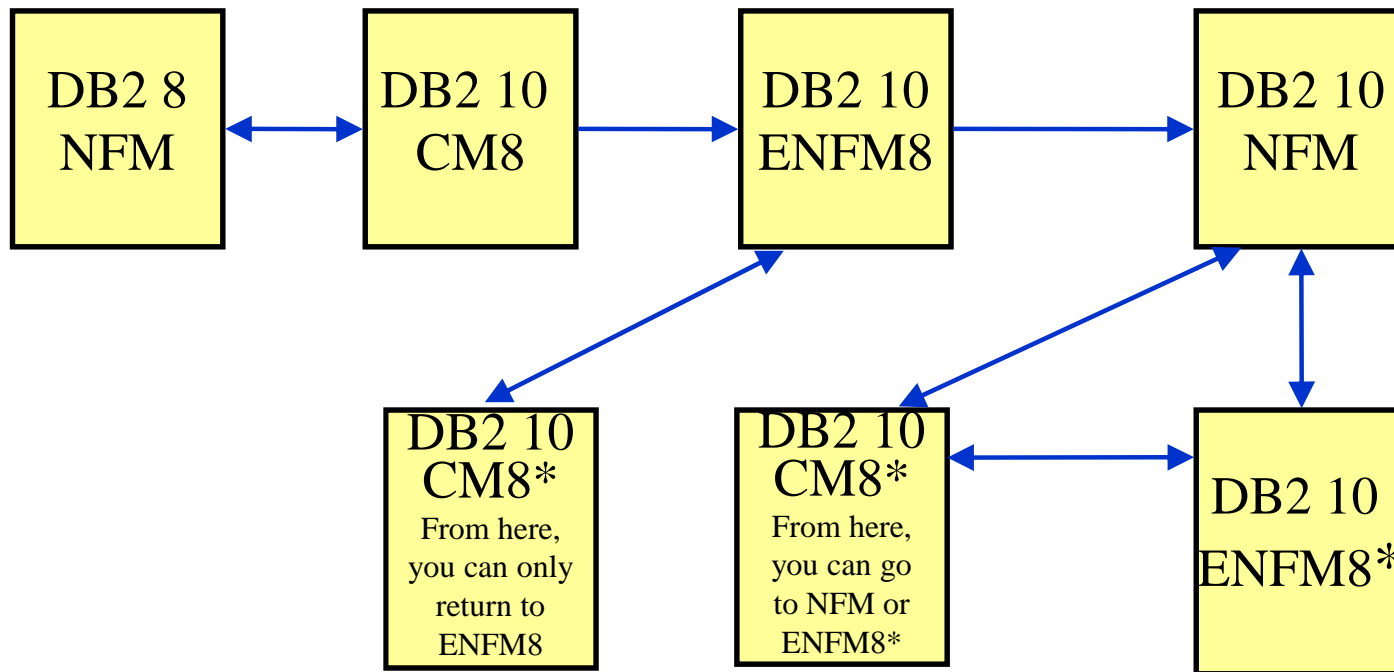 DB2 8
NFM
DB2 10
CM8
DB2 10
ENFM8
DB2 10
NFM
DB2 10
CM8*
From here,
you can only
return to
ENFM8
DB2 10
CM8*
From here,
you can go
to NFM or
ENFM8*
DB2 10
ENFM8*